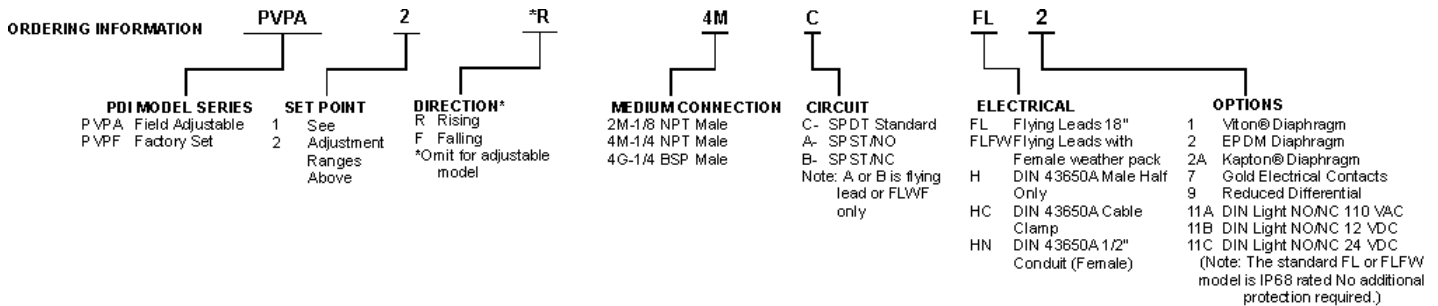 ORDERING INFORMATION PVPA 2 *R 4M C FL 2
PDI MODEL SERIES
PVPA Field Adjustable
PVPF Factory Set
SET POINT
1 See
2 Adjustment
Ranges
Above
DIRECTION*
R Rising
F Falling
*Omit for adjustable
model
MEDIUM CONNECTION
2M-1/8 NPT Male
4M-1/4 NPT Male
4G-1/4 BSP Male
CIRCUIT
C- SPDT Standard
A- SPST/NO
B- SPST/NC
Note: A or B is flying
lead or FLWF
only
ELECTRICAL
FL Flying Leads 18"
FLFW Flying Leads with
Female weather pack
H DIN 43650A Male Half
Only
HC DIN 43650A Cable
Clamp
HN DIN 43650A 1/2"
Conduit (Female)
OPTIONS
1 Viton® Diaphragm
2 EPDM Diaphragm
2A Kapton® Diaphragm
7 Gold Electrical Contacts
9 Reduced Differential
11A DIN Light NO/NC 110 VAC
11B DIN Light NO/NC 12 VDC
11C DIN Light NO/NC 24 VDC
(Note: The standard FL or FLFW
model is IP68 rated No additional
protection required.)